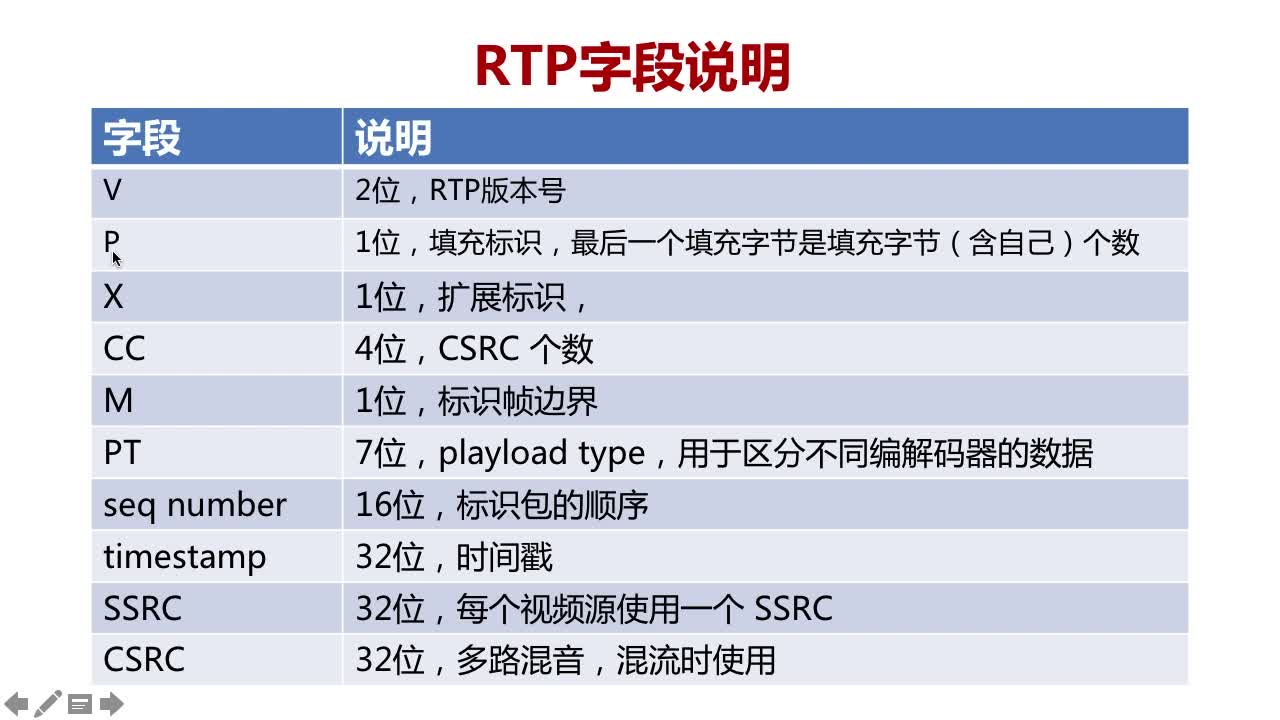 RTP字段说明
字段 说明
V 2位，RTP版本号
P 1位，填充标识，最后一个填充字节是填充字节（含自己）个数
X 1位，扩展标识，
CC 4位，CSRC 个数
M 1位，标识帧边界
PT 7位，playload type，用于区分不同编解码器的数据
seq number 16位，标识包的顺序
timestamp 32位，时间戳
SSRC 32位，每个视频源使用一个 SSRC
CSRC 32位，多路混音，混流时使用